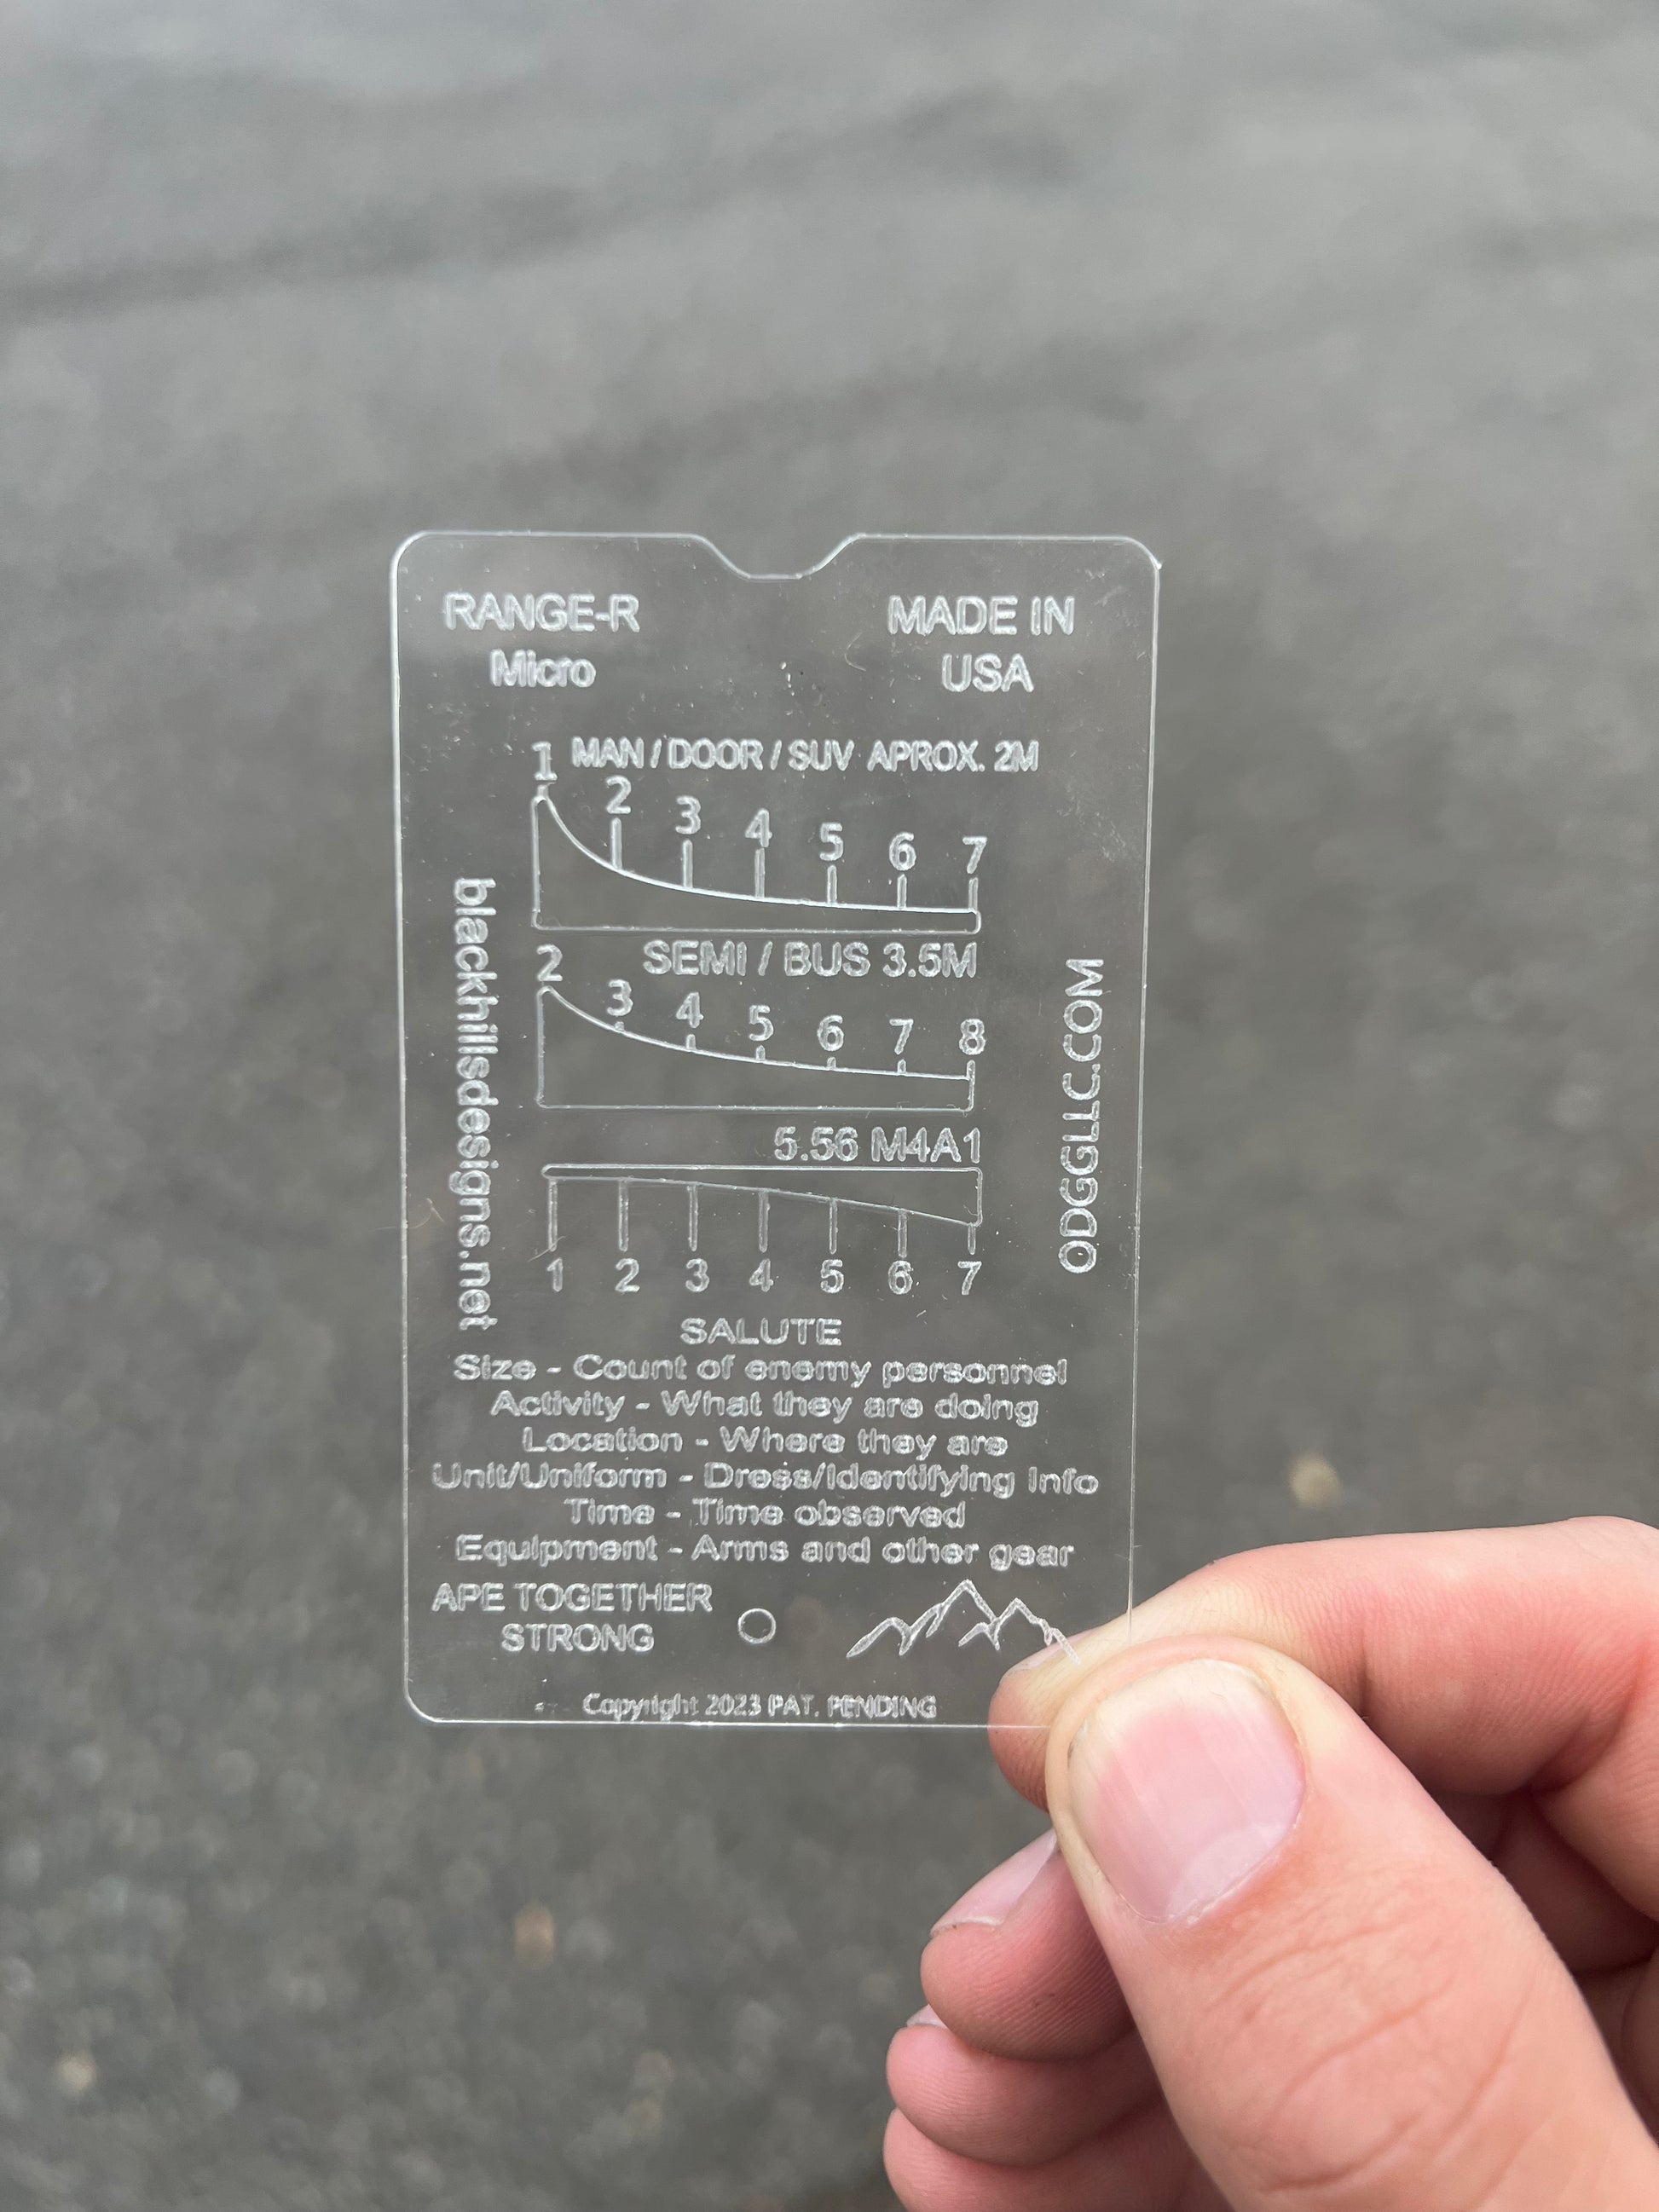 RANGE-R
Micro
MADE IN
USA
1 MAN / DOOR / SUV APROX. 2M
2 3 4 5 6 7
SEMI / BUS 3.5M
2 3 4 5 6 7 8
5.56 M4A1
1 2 3 4 5 6 7
blackhillsdesigns.net
ODGGLLC.COM
SALUTE
Size - Count of enemy personnel
Activity - What they are doing
Location - Where they are
Unit/Uniform - Dress/Identifying Info
Time - Time observed
Equipment - Arms and other gear
APE TOGETHER
STRONG
Copyright 2023 PAT. PENDING